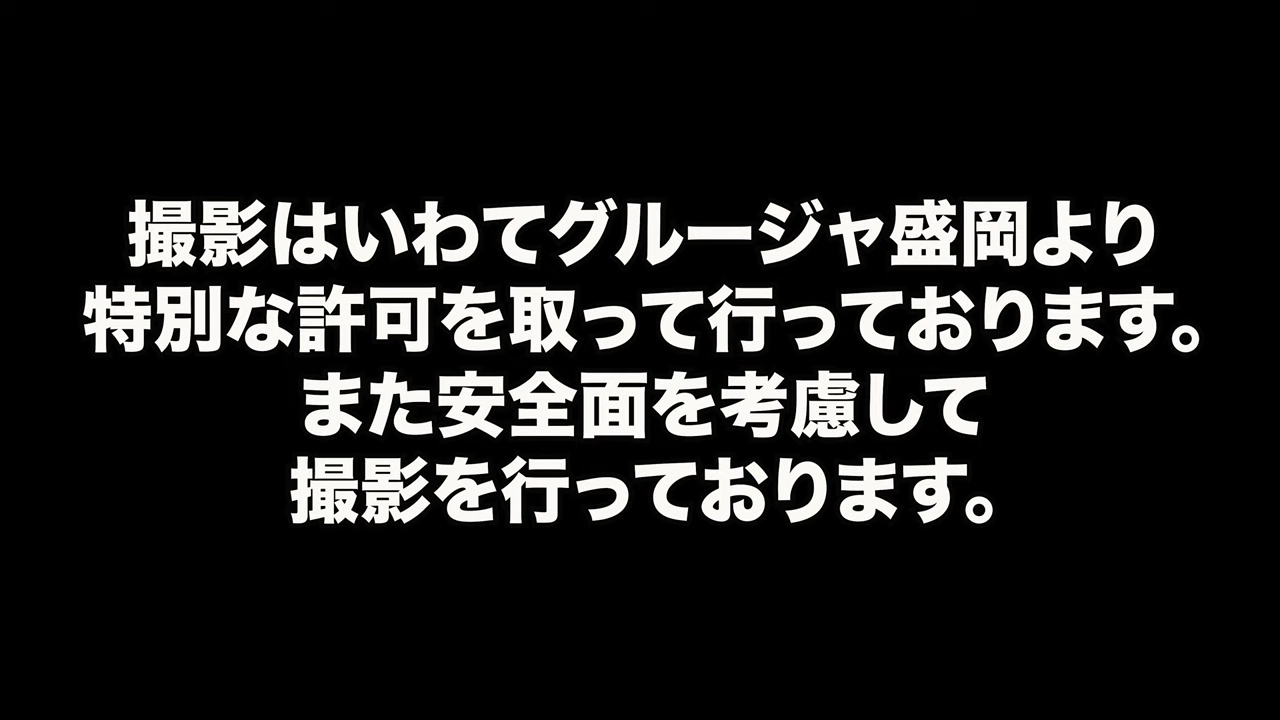 撮影はいわてグルージャ盛岡より
特別な許可を取って行っております。
また安全面を考慮して
撮影を行っております。